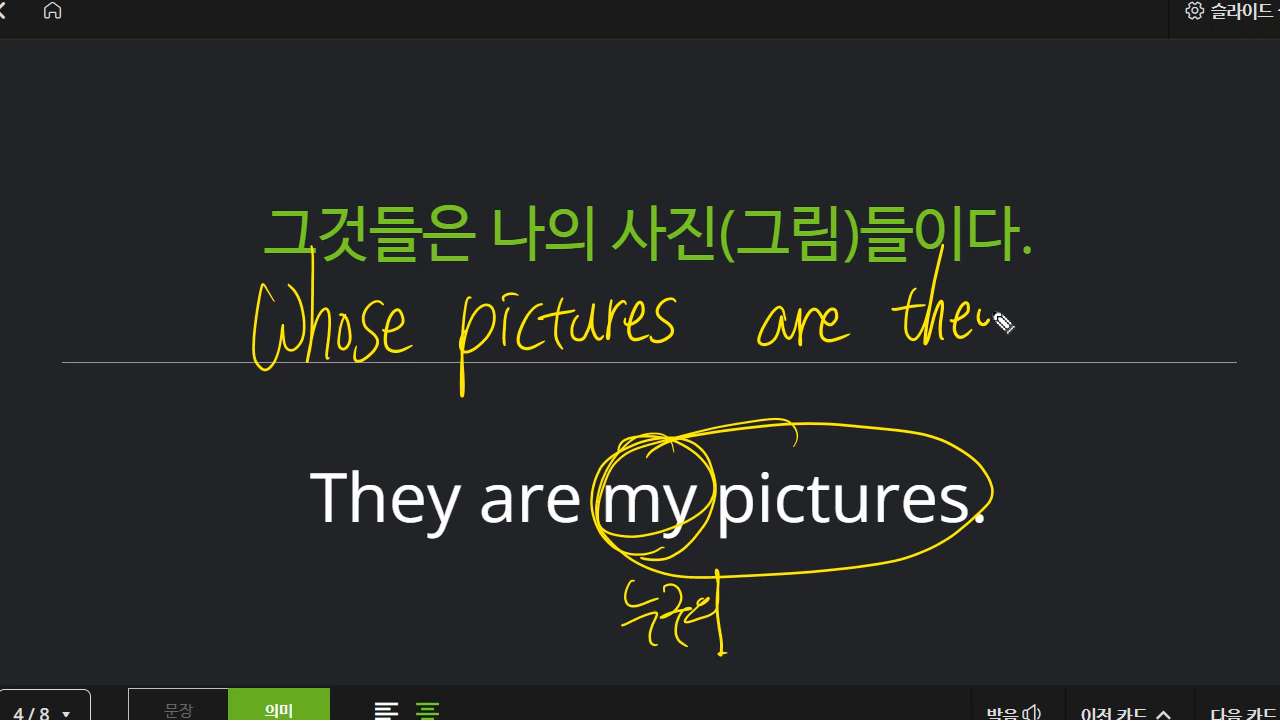 슬라이드
그것들은 나의 사진(그림)들이다.
Whose pictures are they
They are my pictures.
누구의
4 / 8
문장
의미
발음
이전 카드
다음 카드